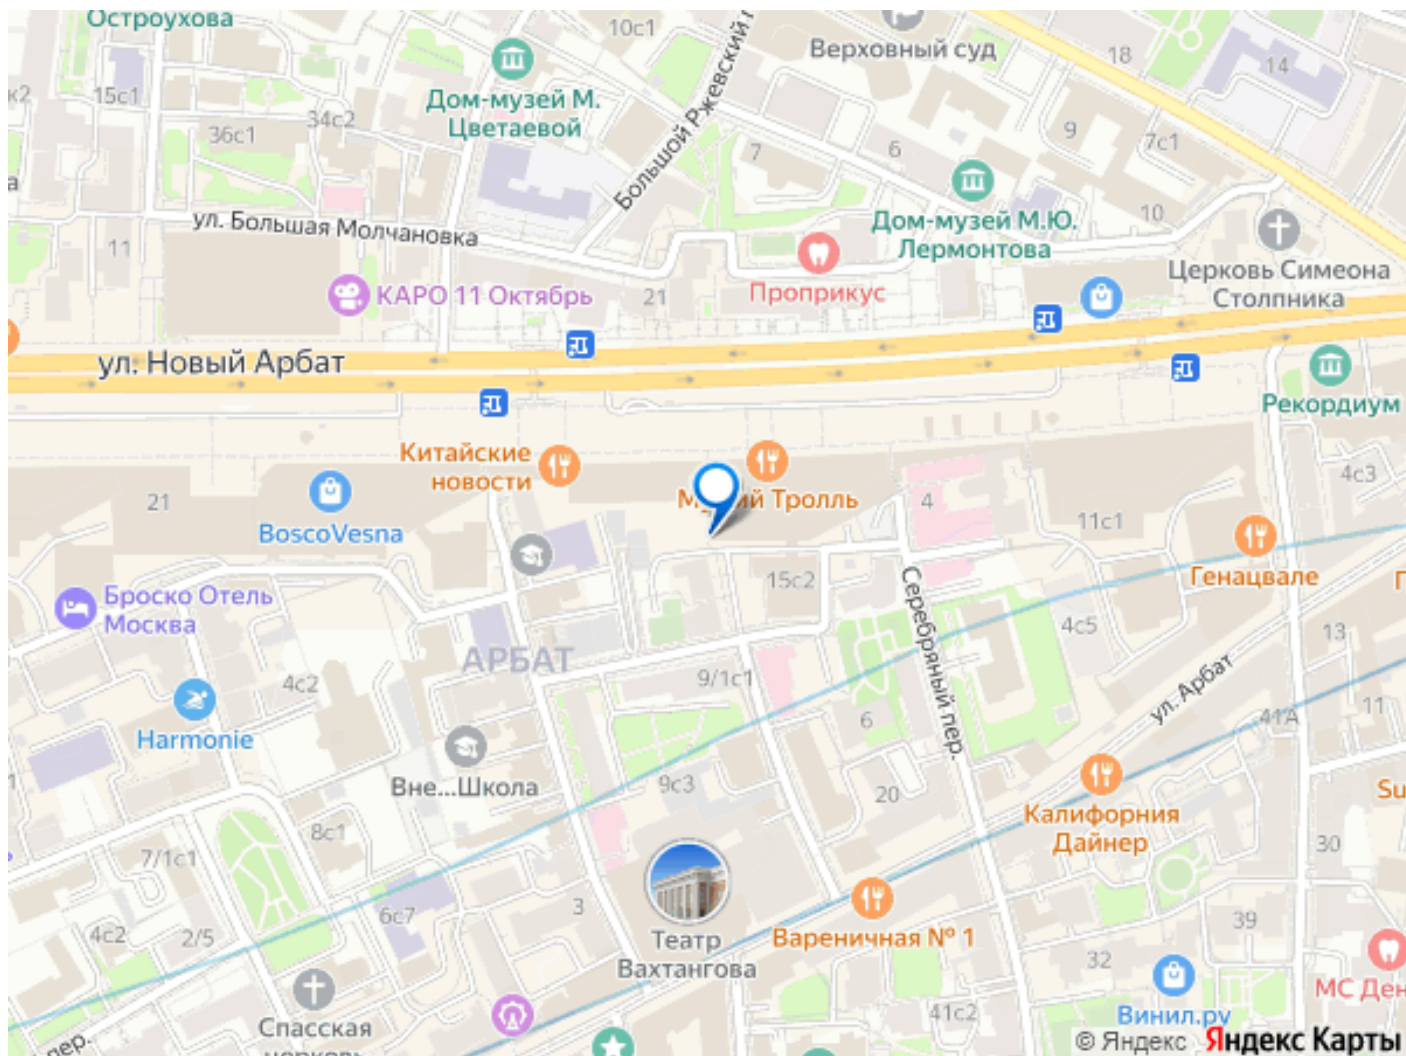 Остроухова
10с1
Большой Ржевский п
Верховный суд
18
14
к2
15с1
36с1
34с2
Дом-музей М.
Цветаевой
9
7с1
7
6
а
Дом-музей М.Ю.
Лермонтова
10
ул. Большая Молчановка
11
Церковь Симеона
Столпника
КАРО 11 Октябрь
21
Проприкус
ул. Новый Арбат
Рекордиум
Китайские
новости
21
BoscoVesna
й Тролль
4
11с1
4с3
Генацвале
Броско Отель
Москва
15с2
Серебряный пер.
4с5
13
АРБАТ
4с2
9/1с1
ул. Арбат
6
41А
11
Harmonie
Вне...Школа
9с3
20
Su
Калифорния
Дайнер
8с1
7/1с1
30
6с7
3
4с2
2/5
Театр
Вахтангова
Вареничная № 1
39
32
МС Ден
Спасская
41с2
Винил.ру
пер.
© Яндекс Яндекс Карты